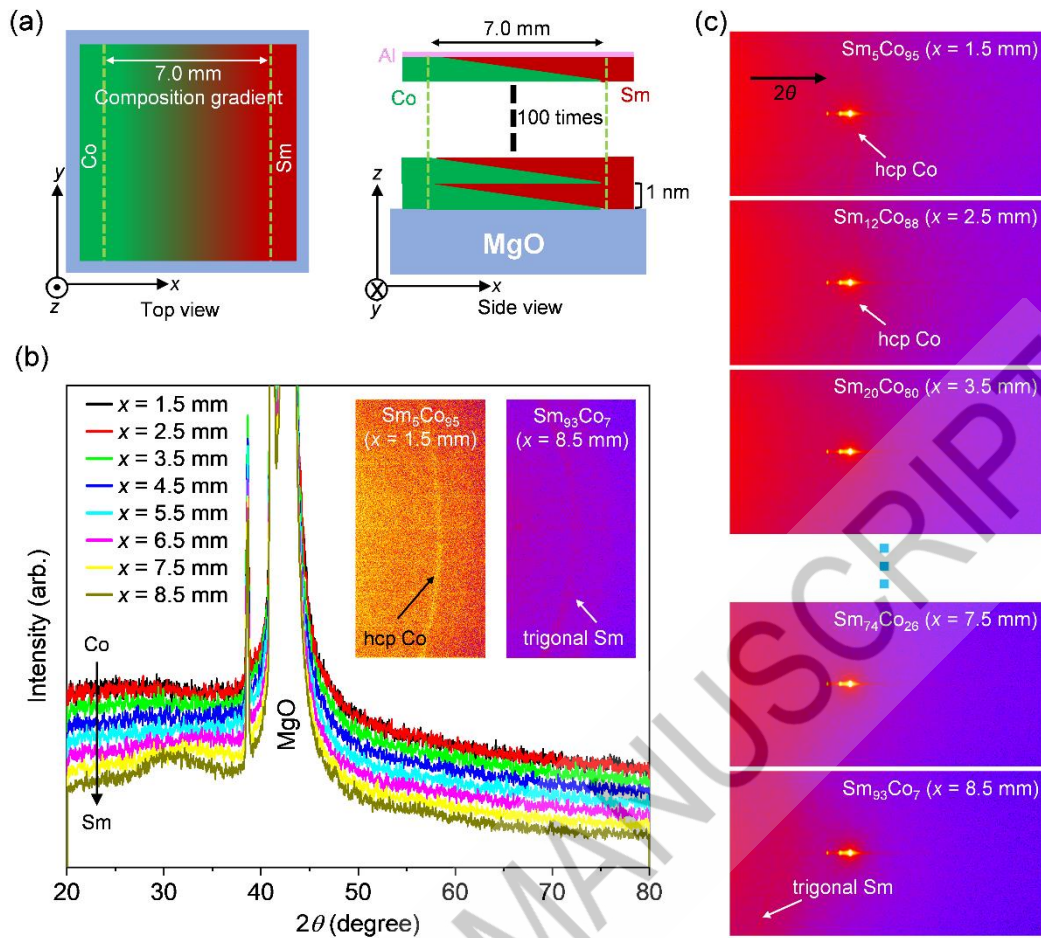 (a)
7.0 mm
Composition gradient
Co
Sm
y
z
x
Top view
7.0 mm
Al
Co
Sm
100 times
z
1 nm
MgO
x
y
Side view
(b)
x = 1.5 mm
x = 2.5 mm
x = 3.5 mm
x = 4.5 mm
x = 5.5 mm
x = 6.5 mm
x = 7.5 mm
x = 8.5 mm
Sm5Co95
(x = 1.5 mm)
hcp Co
Sm93Co7
(x = 8.5 mm)
trigonal Sm
Intensity (arb.)
Co
Sm
MgO
20 30 40 50 60 70 80
2θ (degree)
(c)
Sm5Co95 (x = 1.5 mm)
2θ
hcp Co
Sm12Co88 (x = 2.5 mm)
hcp Co
Sm20Co80 (x = 3.5 mm)
Sm74Co26 (x = 7.5 mm)
Sm93Co7 (x = 8.5 mm)
trigonal Sm
MANUSCRIPT